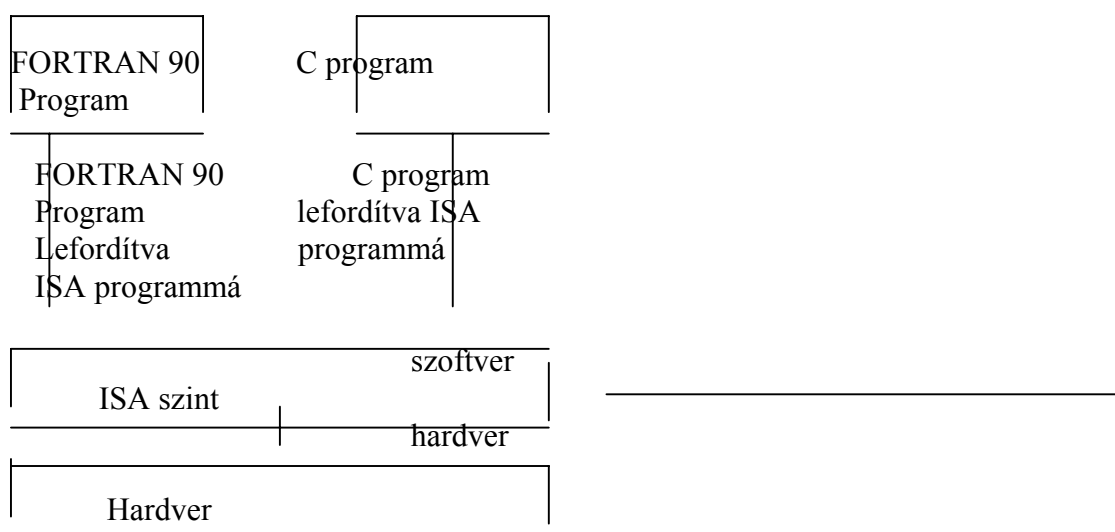 FORTRAN 90
Program
C program
FORTRAN 90
Program
Lefordítva
ISA programmá
C program
lefordítva ISA
programmá
szoftver
ISA szint
hardver
Hardver